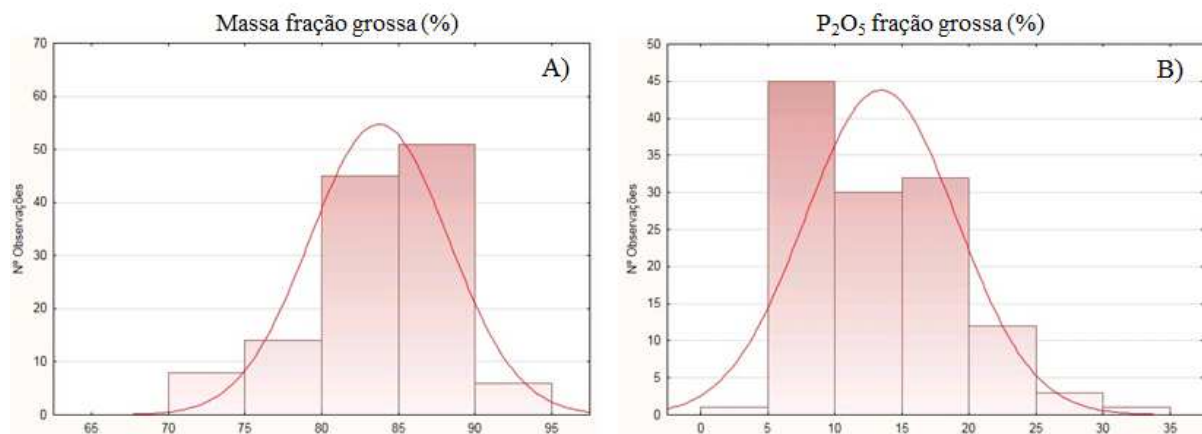 Massa fração grossa (%)
A)
70
60
50
40
30
20
10
0
Nº Observações
65 70 75 80 85 90 95
P₂O₅ fração grossa (%)
B)
50
45
40
35
30
25
20
15
10
5
0
Nº Observações
0 5 10 15 20 25 30 35